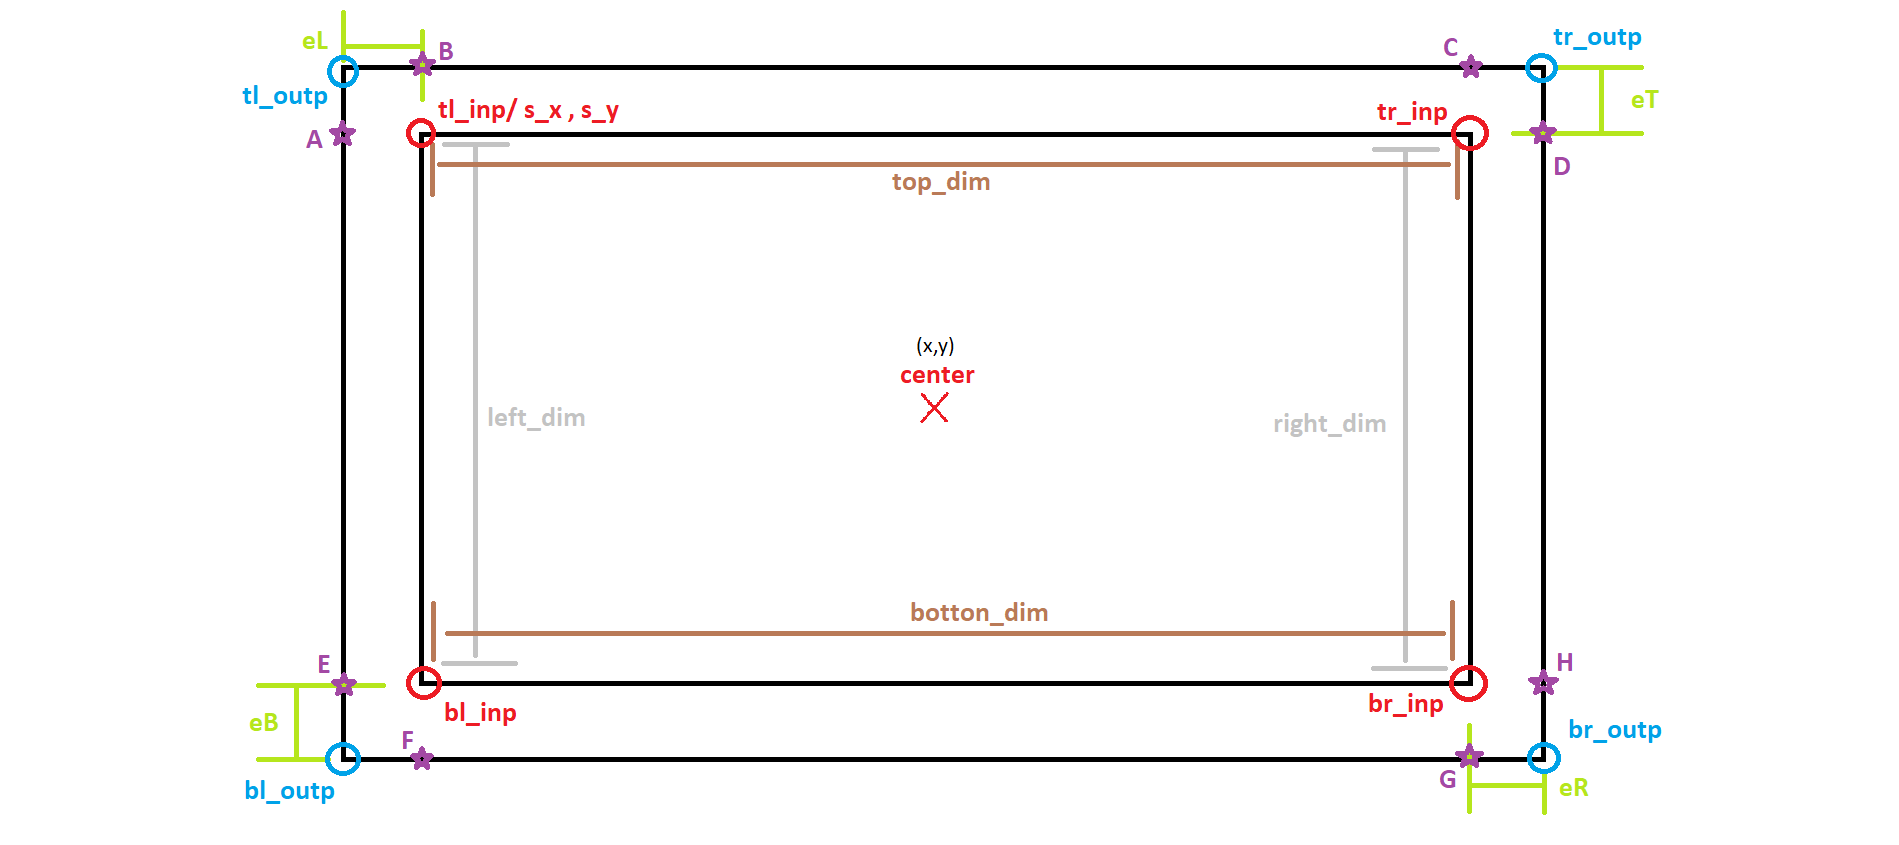 tr_outp
eL
B
C
tl_outp
eT
tl_inp/ s_x , s_y
tr_inp
A
D
top_dim
(x,y)
center
left_dim
right_dim
botton_dim
E
H
bl_inp
br_inp
eB
F
br_outp
bl_outp
G
eR